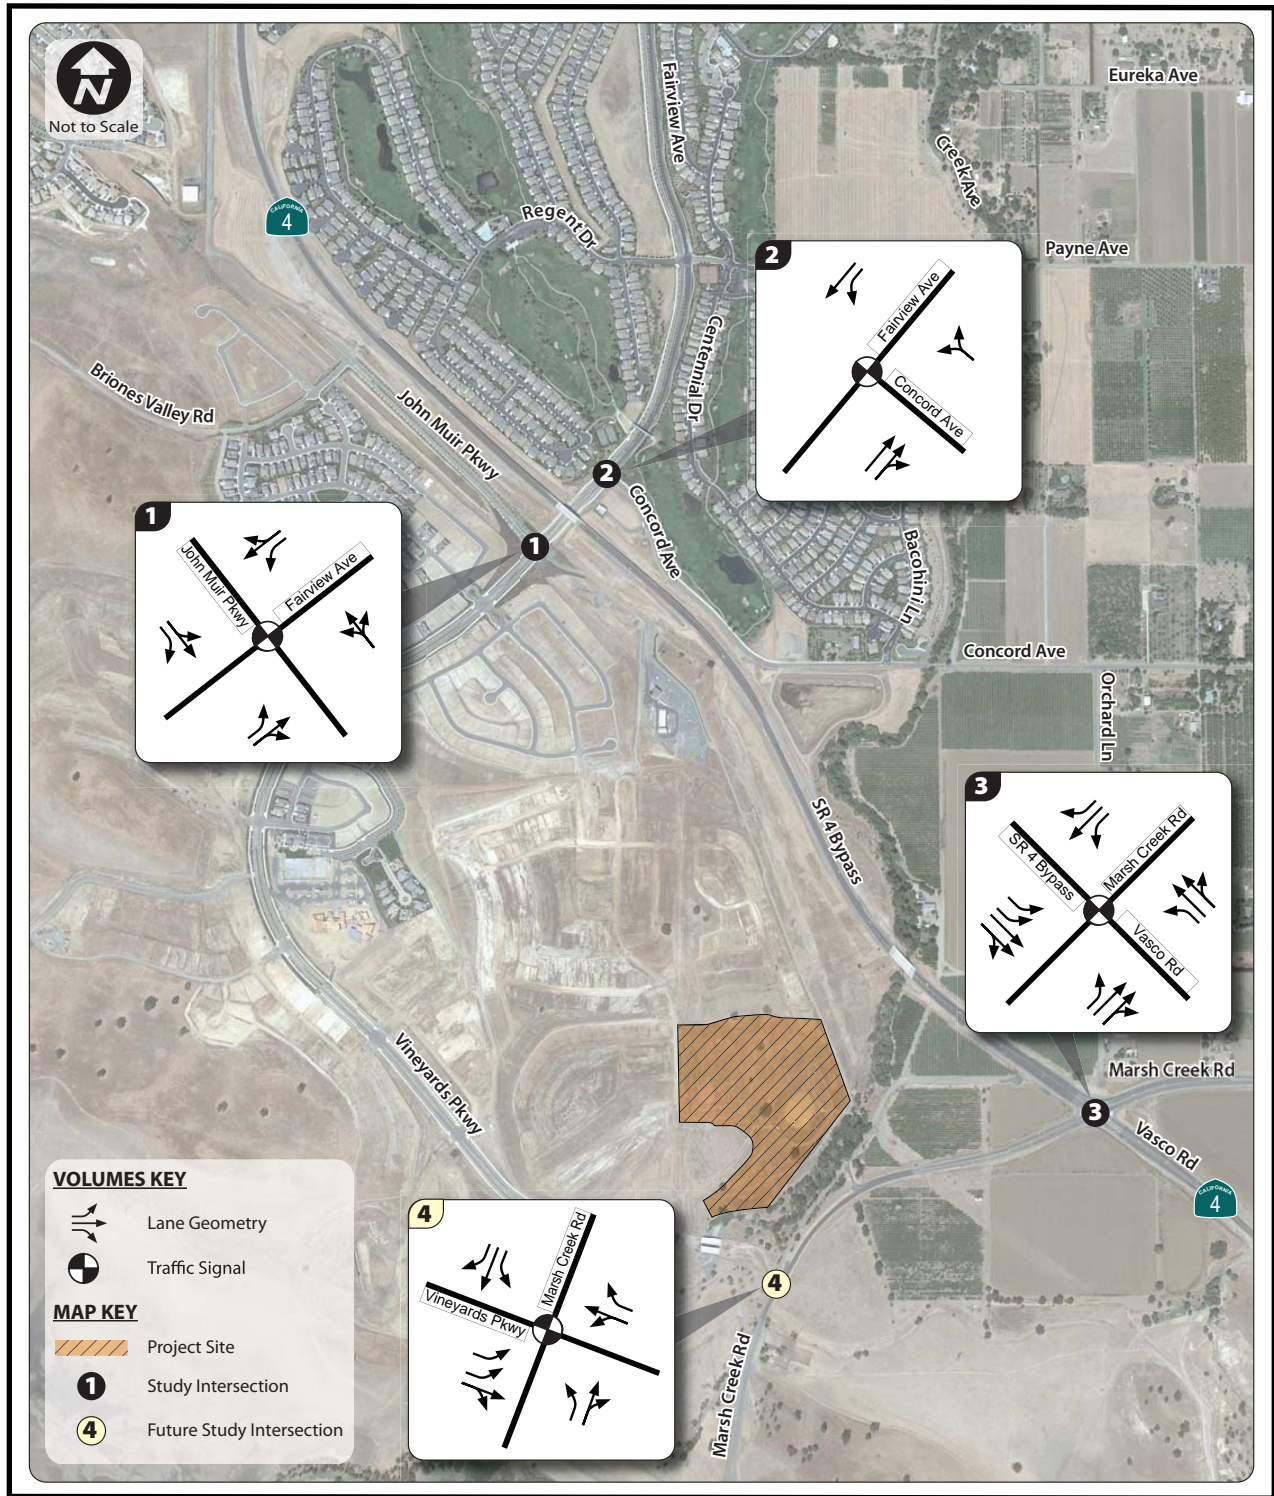 N
Not to Scale
Eureka Ave
Fairview Ave
Creek Ave
CALIFORNIA
4
Regent Dr
Payne Ave
2
Fairview Ave
Concord Ave
Centennial Dr
Briones Valley Rd
John Muir Pkwy
2
Concord Ave
1
John Muir Pkwy
Fairview Ave
1
Bacchini Ln
Concord Ave
Orchard Ln
3
SR 4 Bypass
Marsh Creek Rd
Vasco Rd
SR 4 Bypass
Vineyards Pkwy
Marsh Creek Rd
3
Vasco Rd
CALIFORNIA
4
4
Marsh Creek Rd
Vineyards Pkwy
4
Marsh Creek Rd
VOLUMES KEY
Lane Geometry
Traffic Signal
MAP KEY
Project Site
1
Study Intersection
4
Future Study Intersection